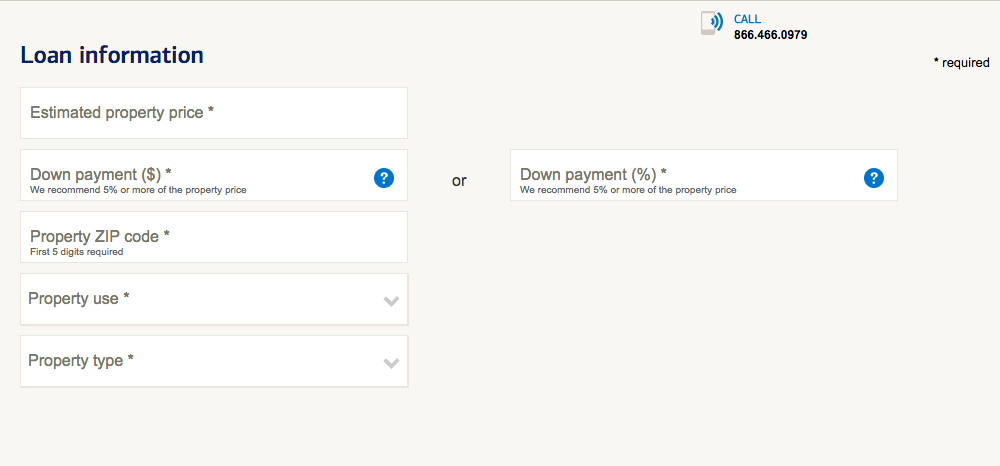 CALL
866.466.0979
Loan information
* required
Estimated property price *
Down payment ($) *
We recommend 5% or more of the property price
?
or
Down payment (%) *
We recommend 5% or more of the property price
?
Property ZIP code *
First 5 digits required
Property use *
Property type *